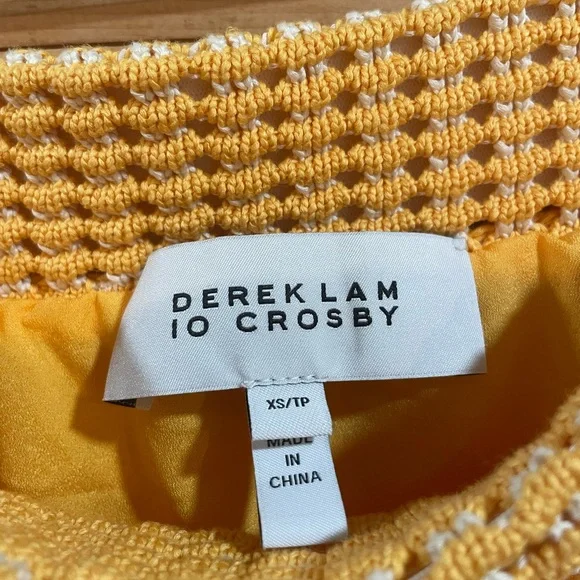 DEREK LAM
10 CROSBY
XS/TP
MADE
IN
CHINA